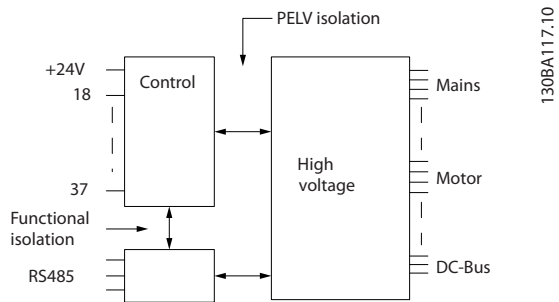 PELV isolation
+24V
Control
18
Mains
High
voltage
37
Motor
Functional
isolation
RS485
DC-Bus
130BA117.10